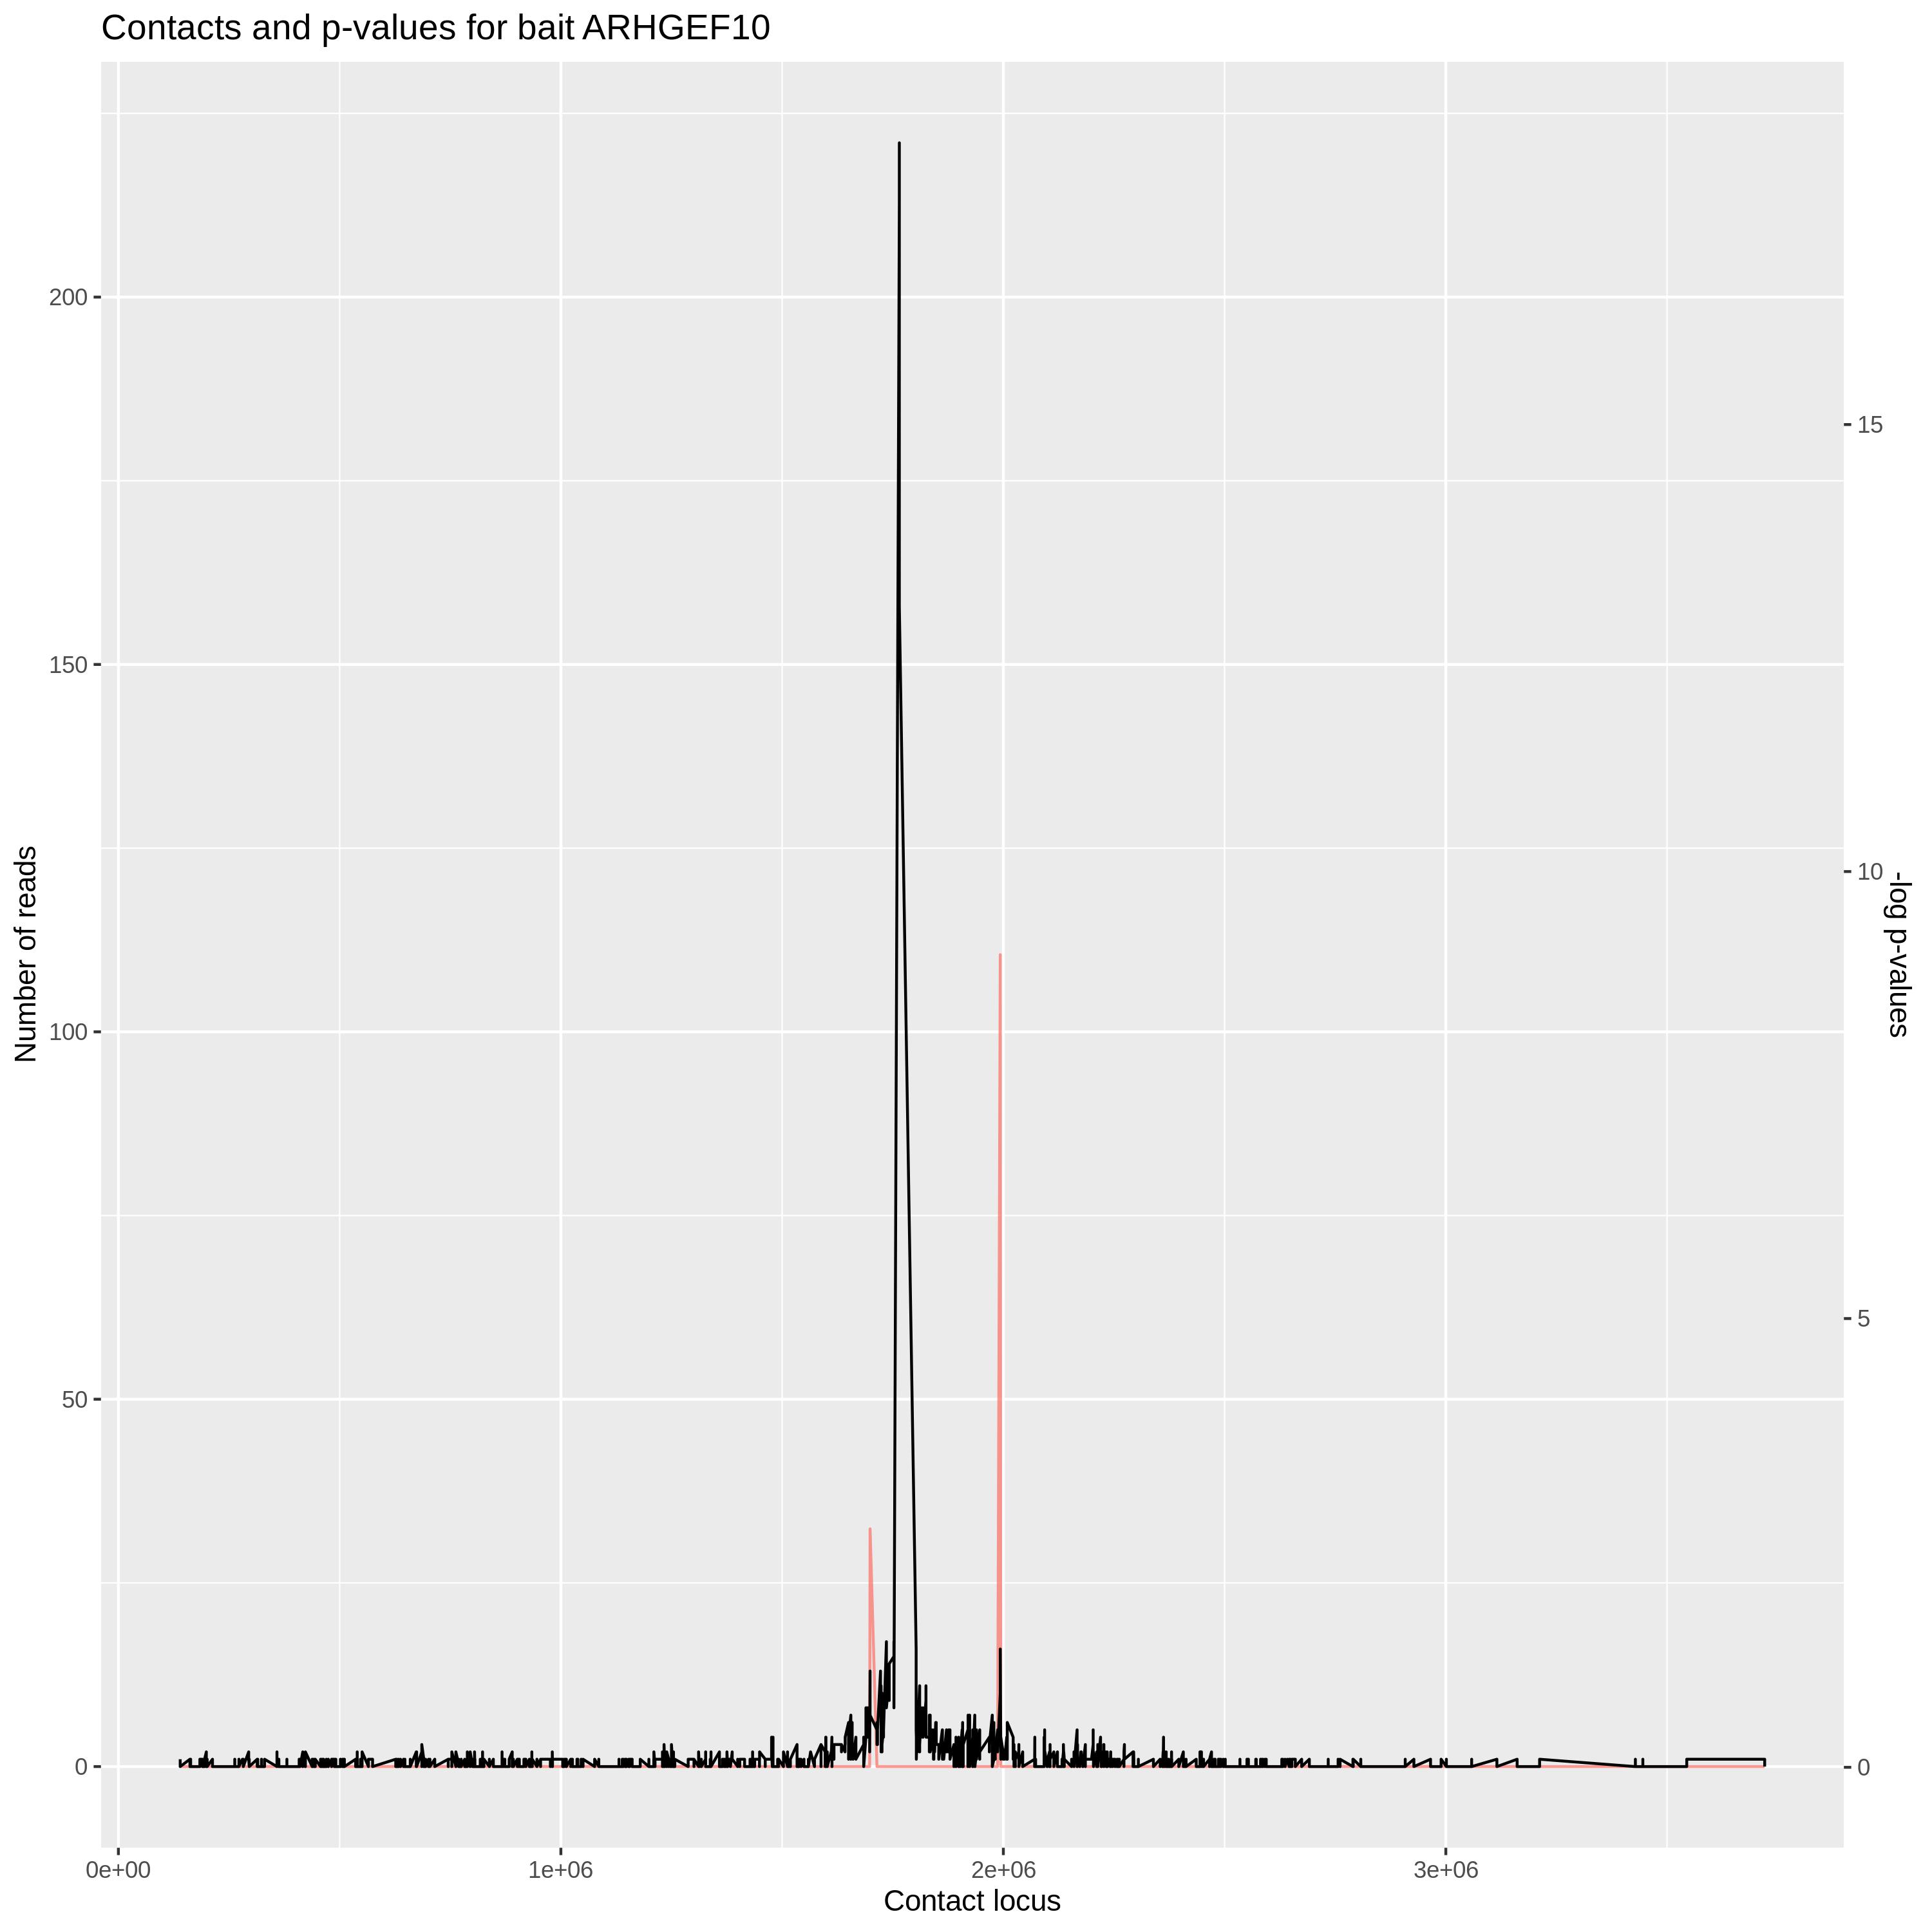 Contacts and p-values for bait ARHGEF10
Number of reads
200
150
100
50
0
15
10
5
0
-log p-values
0e+00
1e+06
2e+06
3e+06
Contact locus